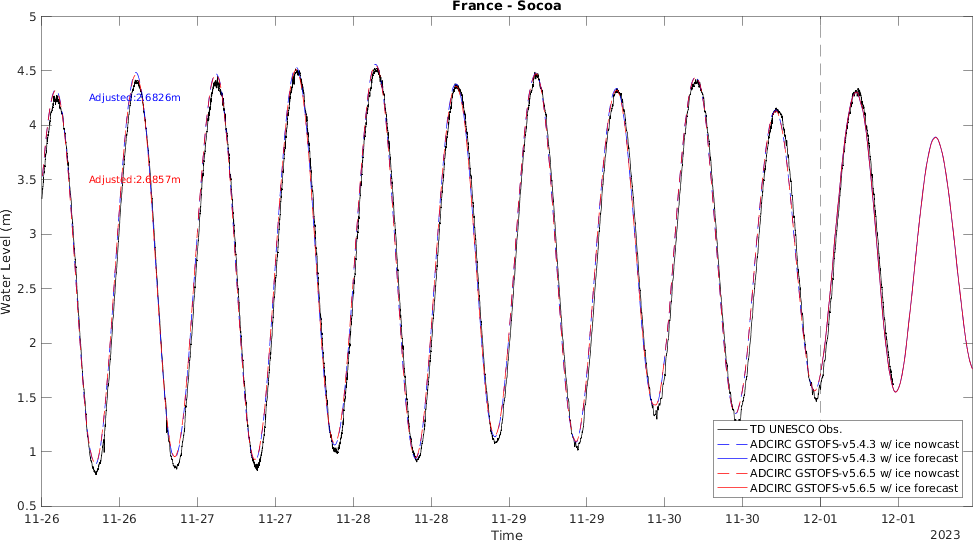 France - Socoa
5
4.5
Adjusted:2.6826m
4
3.5
Adjusted:2.6857m
3
Water Level (m)
2.5
2
1.5
1
0.5
TD UNESCO Obs.
ADCIRC GSTOFS-v5.4.3 w/ ice nowcast
ADCIRC GSTOFS-v5.4.3 w/ ice forecast
ADCIRC GSTOFS-v5.6.5 w/ ice nowcast
ADCIRC GSTOFS-v5.6.5 w/ ice forecast
11-26 11-26 11-27 11-27 11-28 11-28 11-29 11-29 11-30 11-30 12-01 12-01
Time
2023